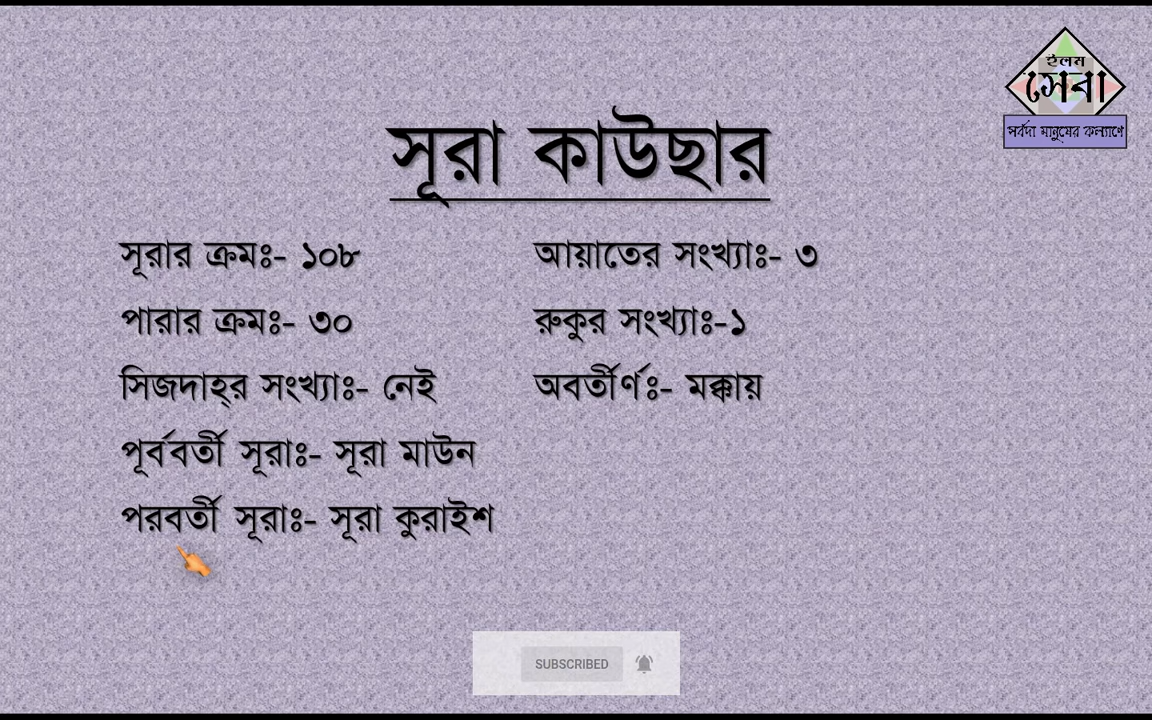 ইলম
সেবা
সর্বদা মানুষের কল্যাণে
সূরা কাউছার
সূরার ক্রমঃ- ১০৮
আয়াতের সংখ্যাঃ- ৩
পারার ক্রমঃ- ৩০
রুকুর সংখ্যাঃ-১
সিজদাহ্‌র সংখ্যাঃ- নেই
অবর্তীর্ণঃ- মক্কায়
পূর্ববর্তী সূরাঃ- সূরা মাউন
পরবর্তী সূরাঃ- সূরা কুরাইশ
SUBSCRIBED